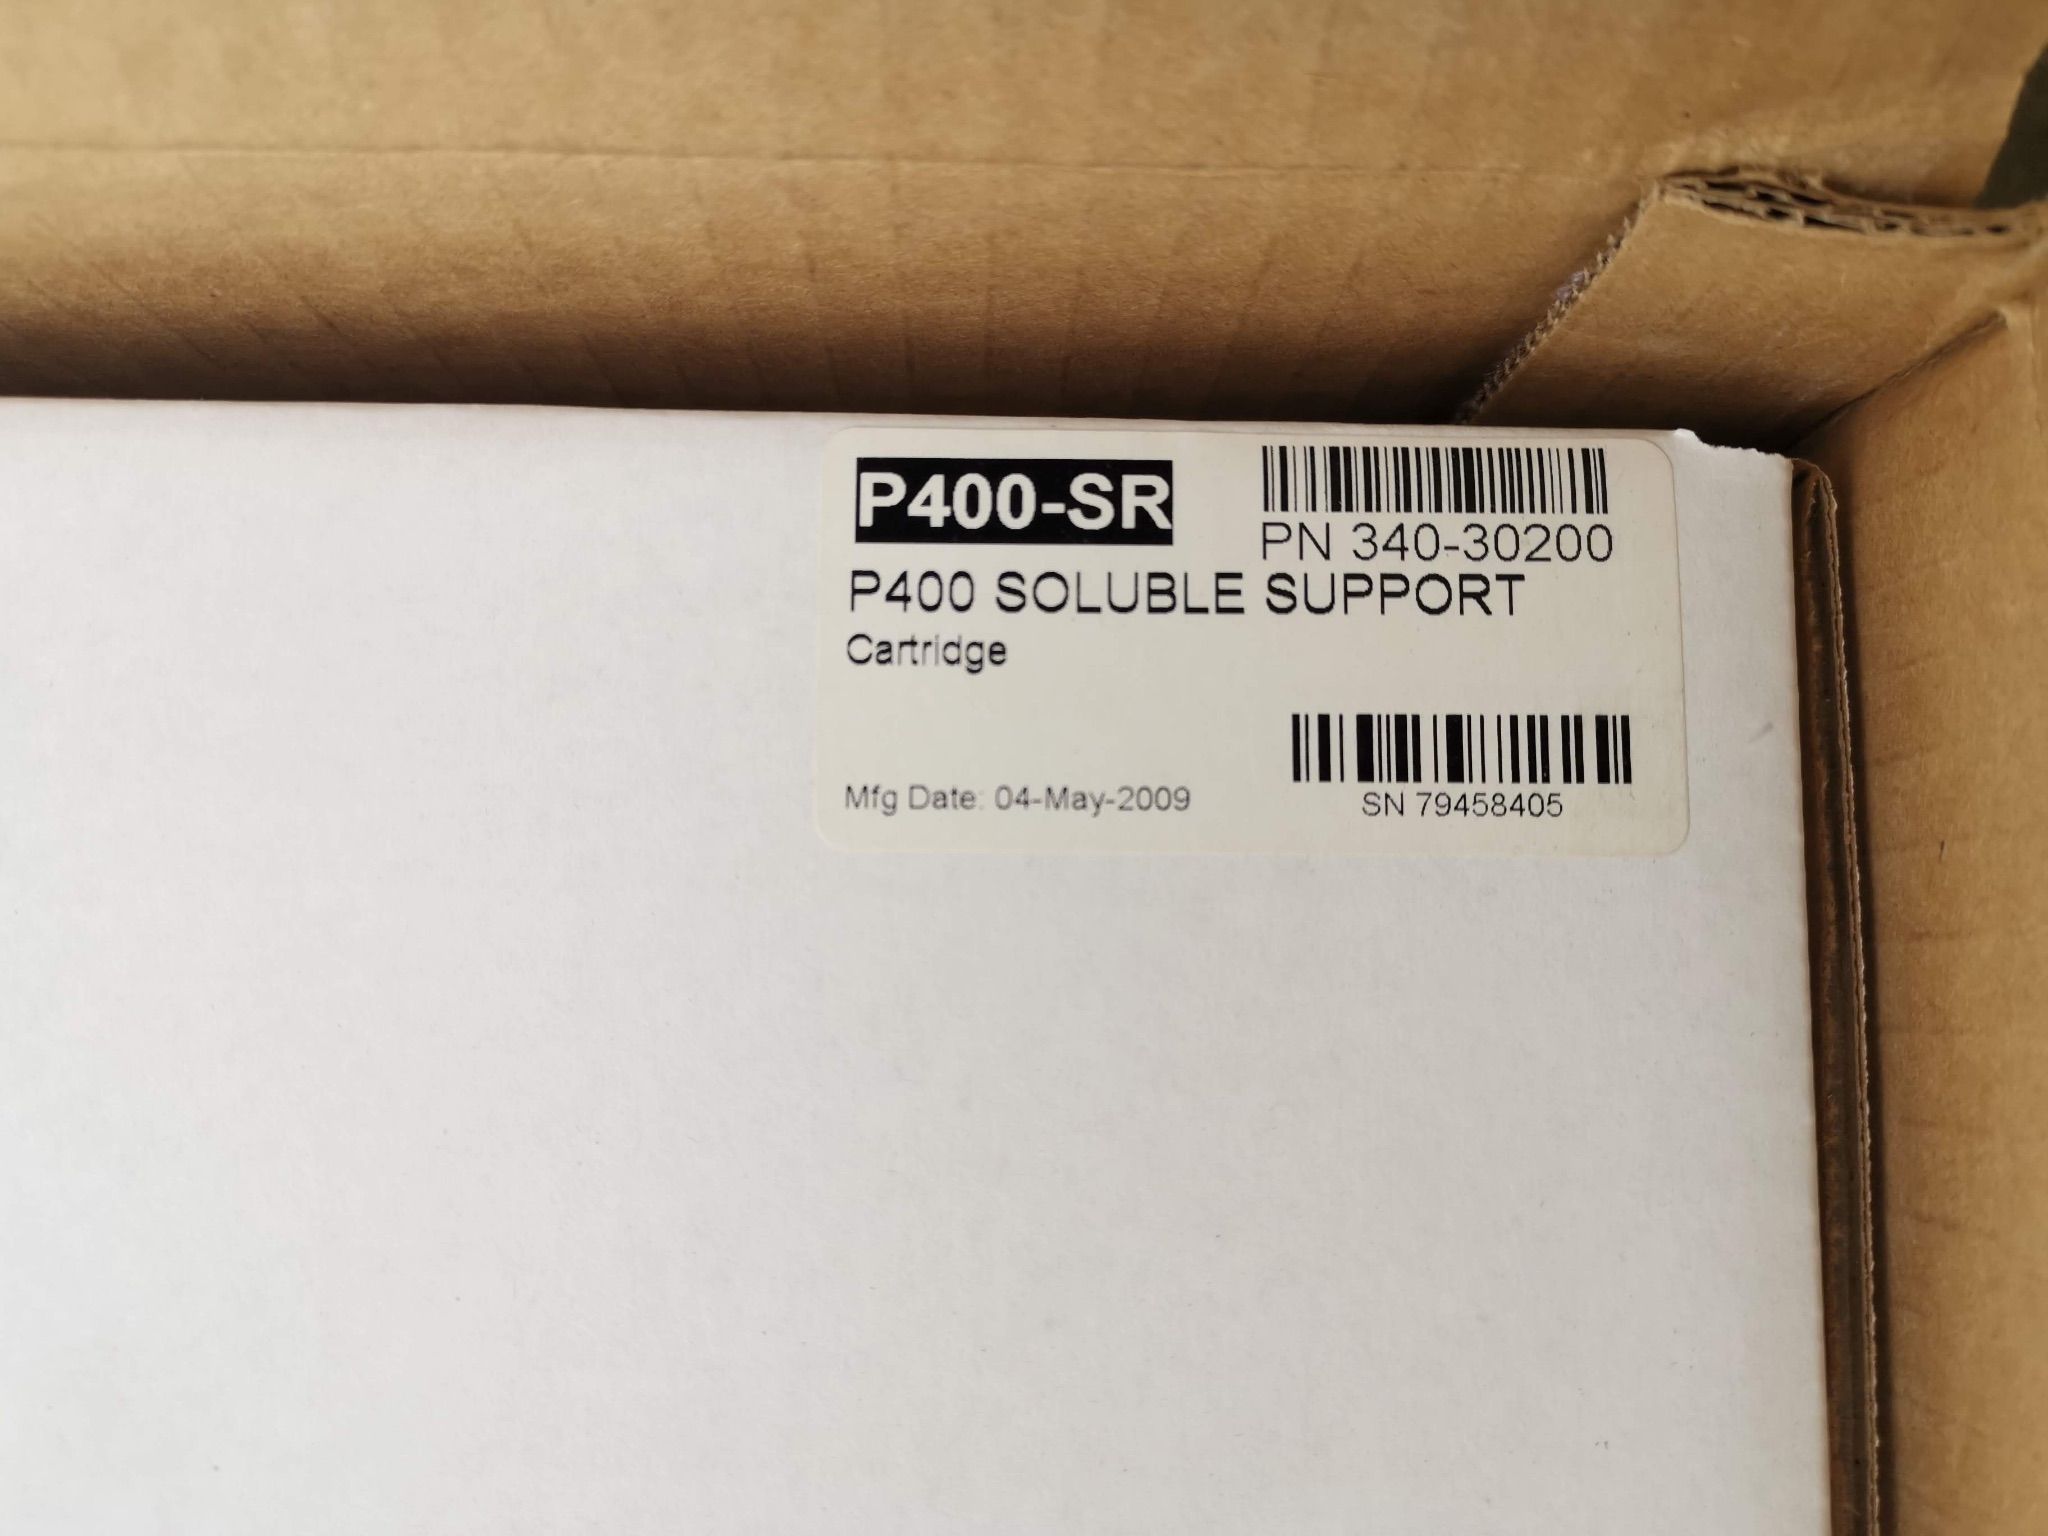 P400-SR
PN 340-30200
P400 SOLUBLE SUPPORT
Cartridge
Mfg Date: 04-May-2009
SN 79458405